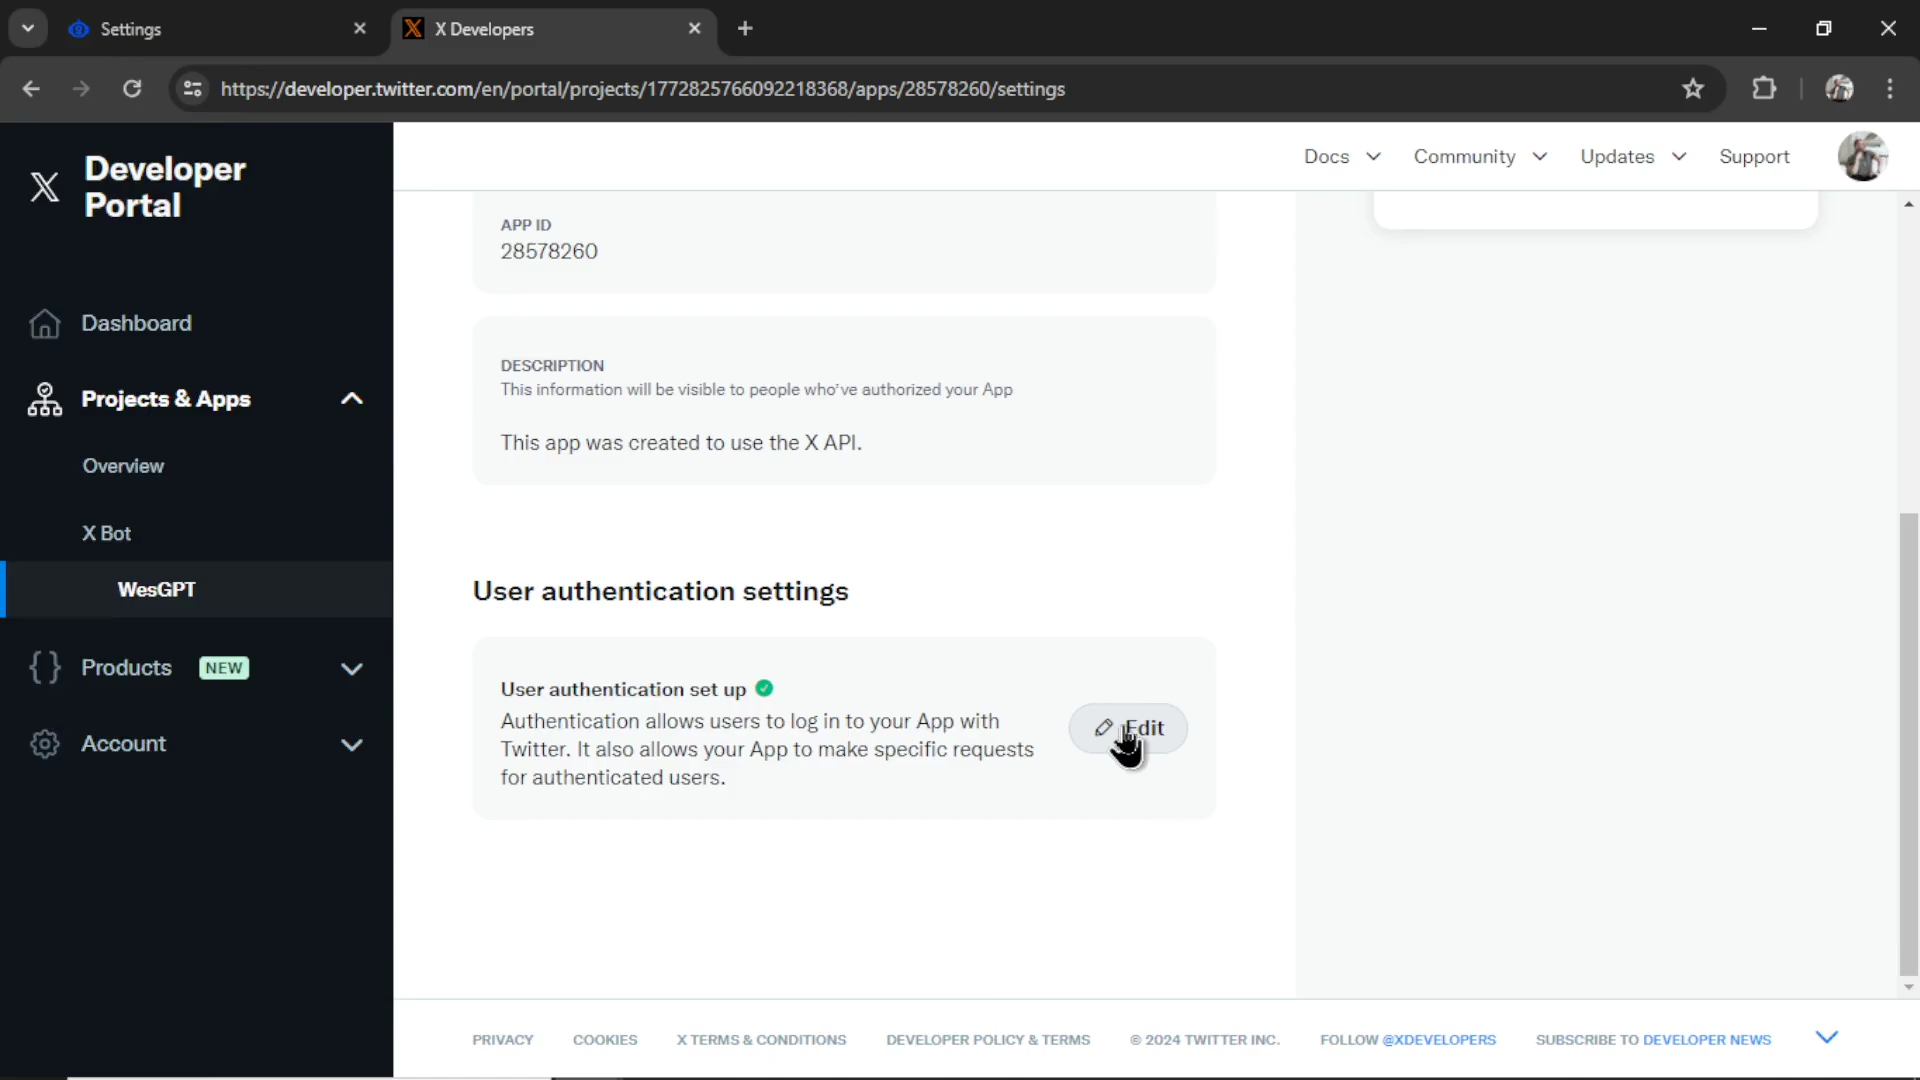 Settings
X Developers
https://developer.twitter.com/en/portal/projects/1772825766092218368/apps/28578260/settings
Developer
Portal
Docs
Community
Updates
Support
Dashboard
Projects & Apps
Overview
X Bot
WesGPT
Products NEW
Account
APP ID
28578260
DESCRIPTION
This information will be visible to people who've authorized your App
This app was created to use the X API.
User authentication settings
User authentication set up
Authentication allows users to log in to your App with
Twitter. It also allows your App to make specific requests
for authenticated users.
Edit
PRIVACY
COOKIES
X TERMS & CONDITIONS
DEVELOPER POLICY & TERMS
© 2024 TWITTER INC.
FOLLOW @XDEVELOPERS
SUBSCRIBE TO DEVELOPER NEWS